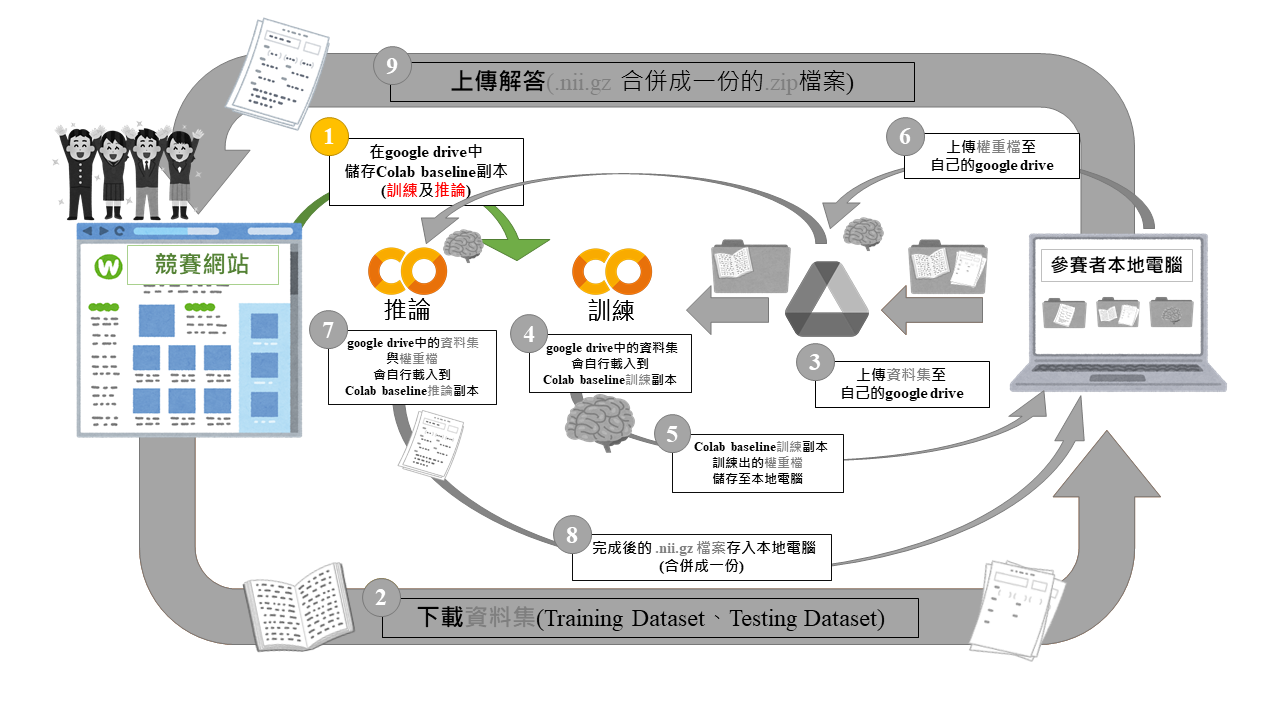 9
上傳解答(.nii.gz 合併成一份的.zip檔案)
1
在google drive中
儲存Colab baseline副本
(訓練及推論)
6
上傳權重檔至
自己的google drive
W
競賽網站
參賽者本地電腦
推論
訓練
7
google drive中的資料集
與權重檔
會自行載入到
Colab baseline推論副本
4
google drive中的資料集
會自行載入到
Colab baseline訓練副本
3
上傳資料集至
自己的google drive
5
Colab baseline訓練副本
訓練出的權重檔
儲存至本地電腦
8
完成後的 .nii.gz 檔案存入本地電腦
(合併成一份)
2
下載資料集(Training Dataset、Testing Dataset)